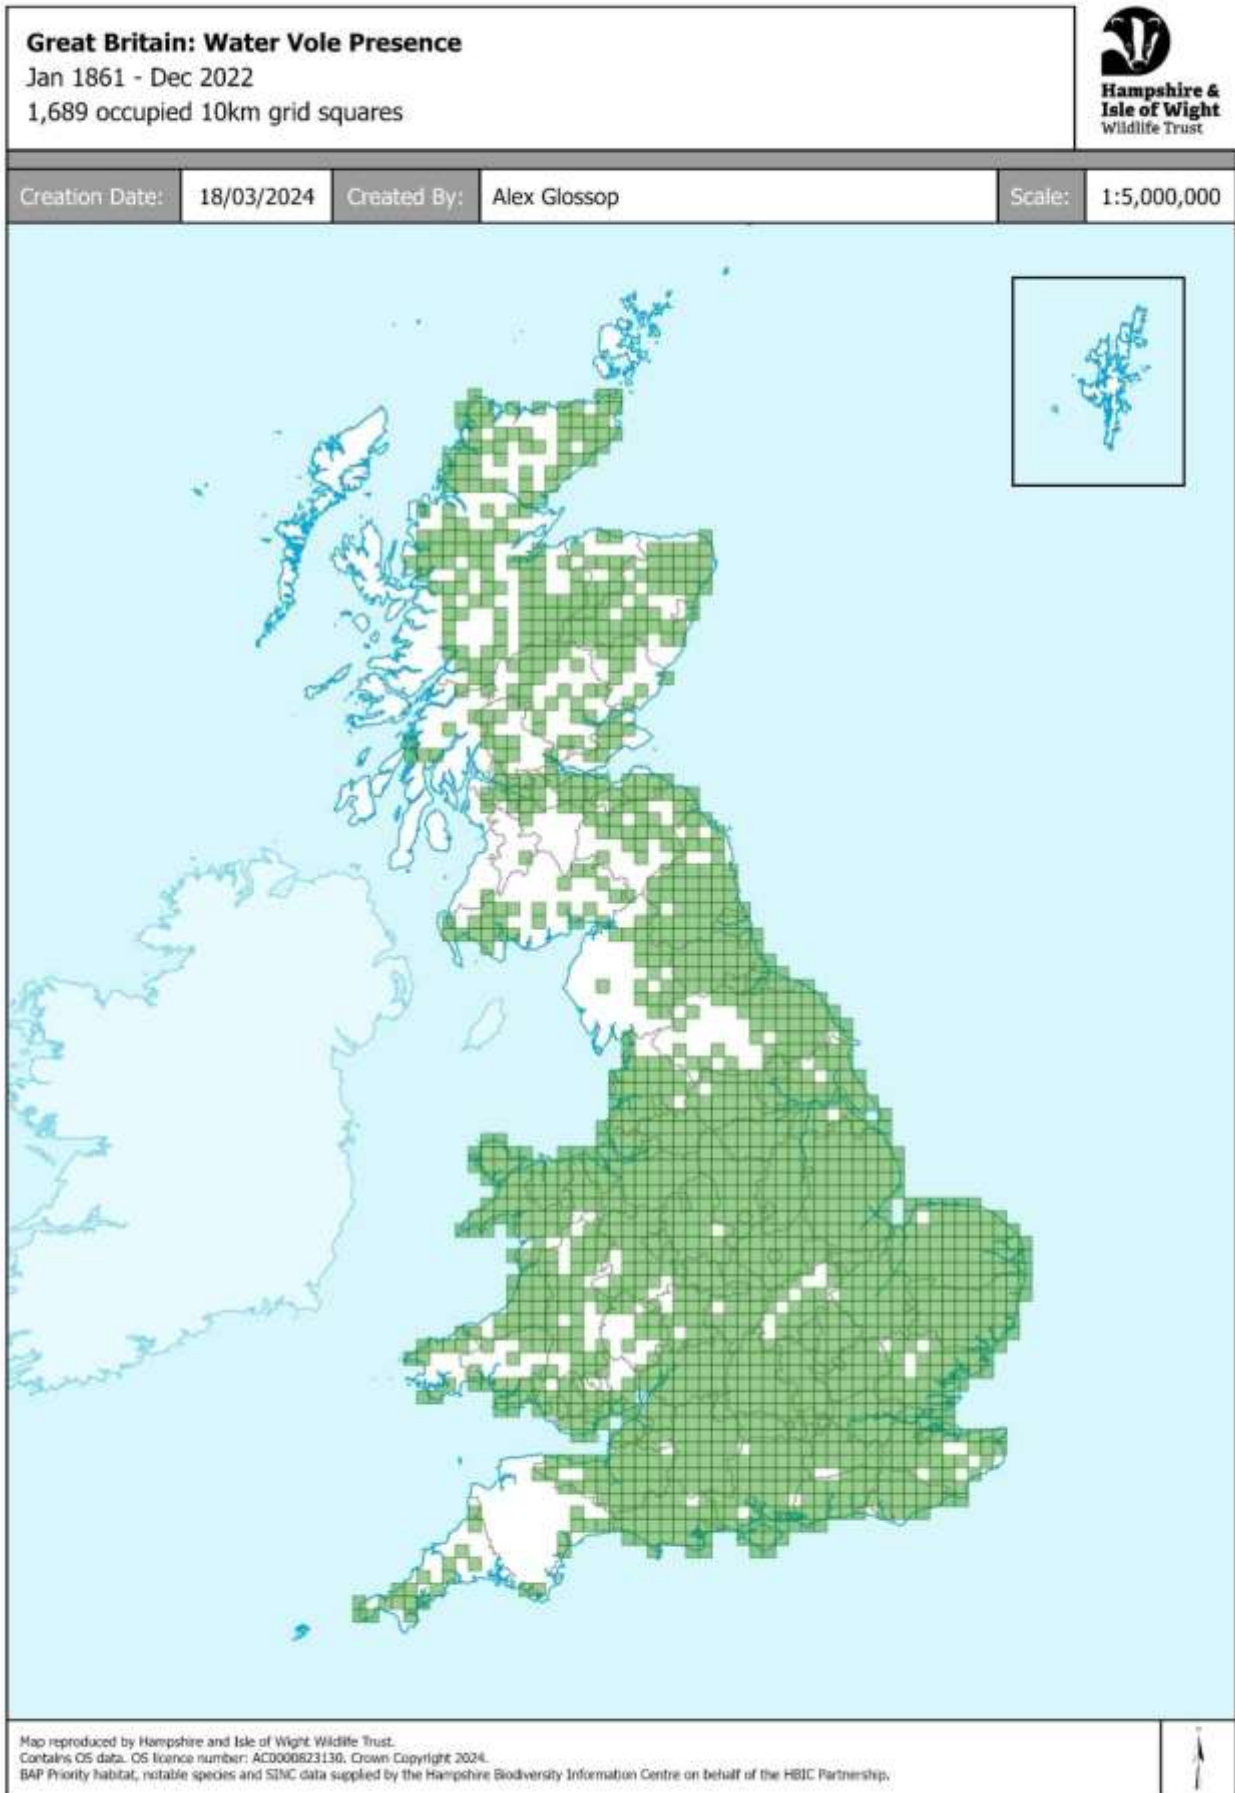 Great Britain: Water Vole Presence
Jan 1861 - Dec 2022
1,689 occupied 10km grid squares
Hampshire &
Isle of Wight
Wildlife Trust
Creation Date: 18/03/2024 Created By: Alex Glossop Scale: 1:5,000,000
Map reproduced by Hampshire and Isle of Wight Wildlife Trust.
Contains OS data. OS licence number: AC0000823130. Crown Copyright 2024.
BAP Priority habitat, notable species and SINC data supplied by the Hampshire Biodiversity Information Centre on behalf of the HBIC Partnership.